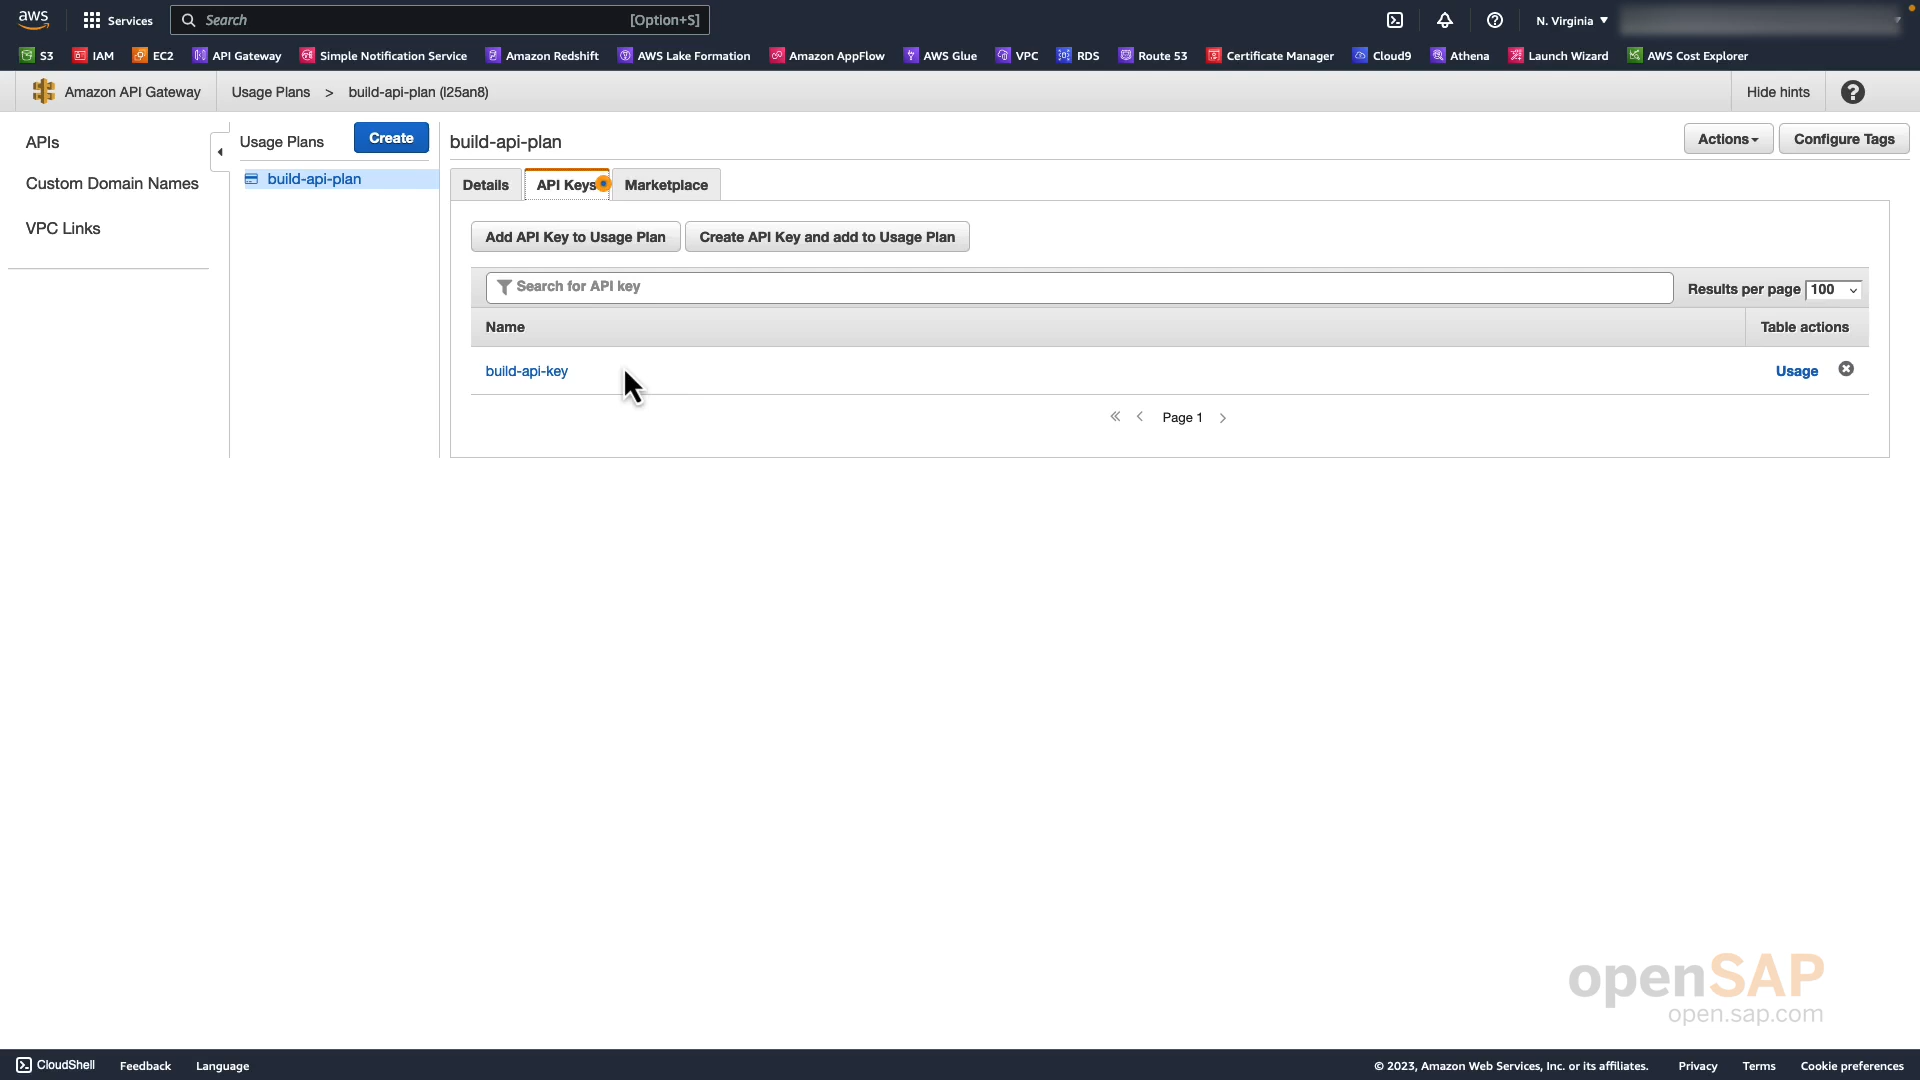 aws Services Search [Option+S] N. Virginia
S3 IAM EC2 API Gateway Simple Notification Service Amazon Redshift AWS Lake Formation Amazon AppFlow AWS Glue VPC RDS Route 53 Certificate Manager Cloud9 Athena Launch Wizard AWS Cost Explorer
Amazon API Gateway Usage Plans > build-api-plan (l25an8) Hide hints ?
APIs
Custom Domain Names
VPC Links
Usage Plans Create
build-api-plan
build-api-plan Actions Configure Tags
Details API Keys Marketplace
Add API Key to Usage Plan Create API Key and add to Usage Plan
Search for API key Results per page 100
Name Table actions
build-api-key Usage
« < Page 1 >
openSAP
open.sap.com
CloudShell Feedback Language © 2023, Amazon Web Services, Inc. or its affiliates. Privacy Terms Cookie preferences